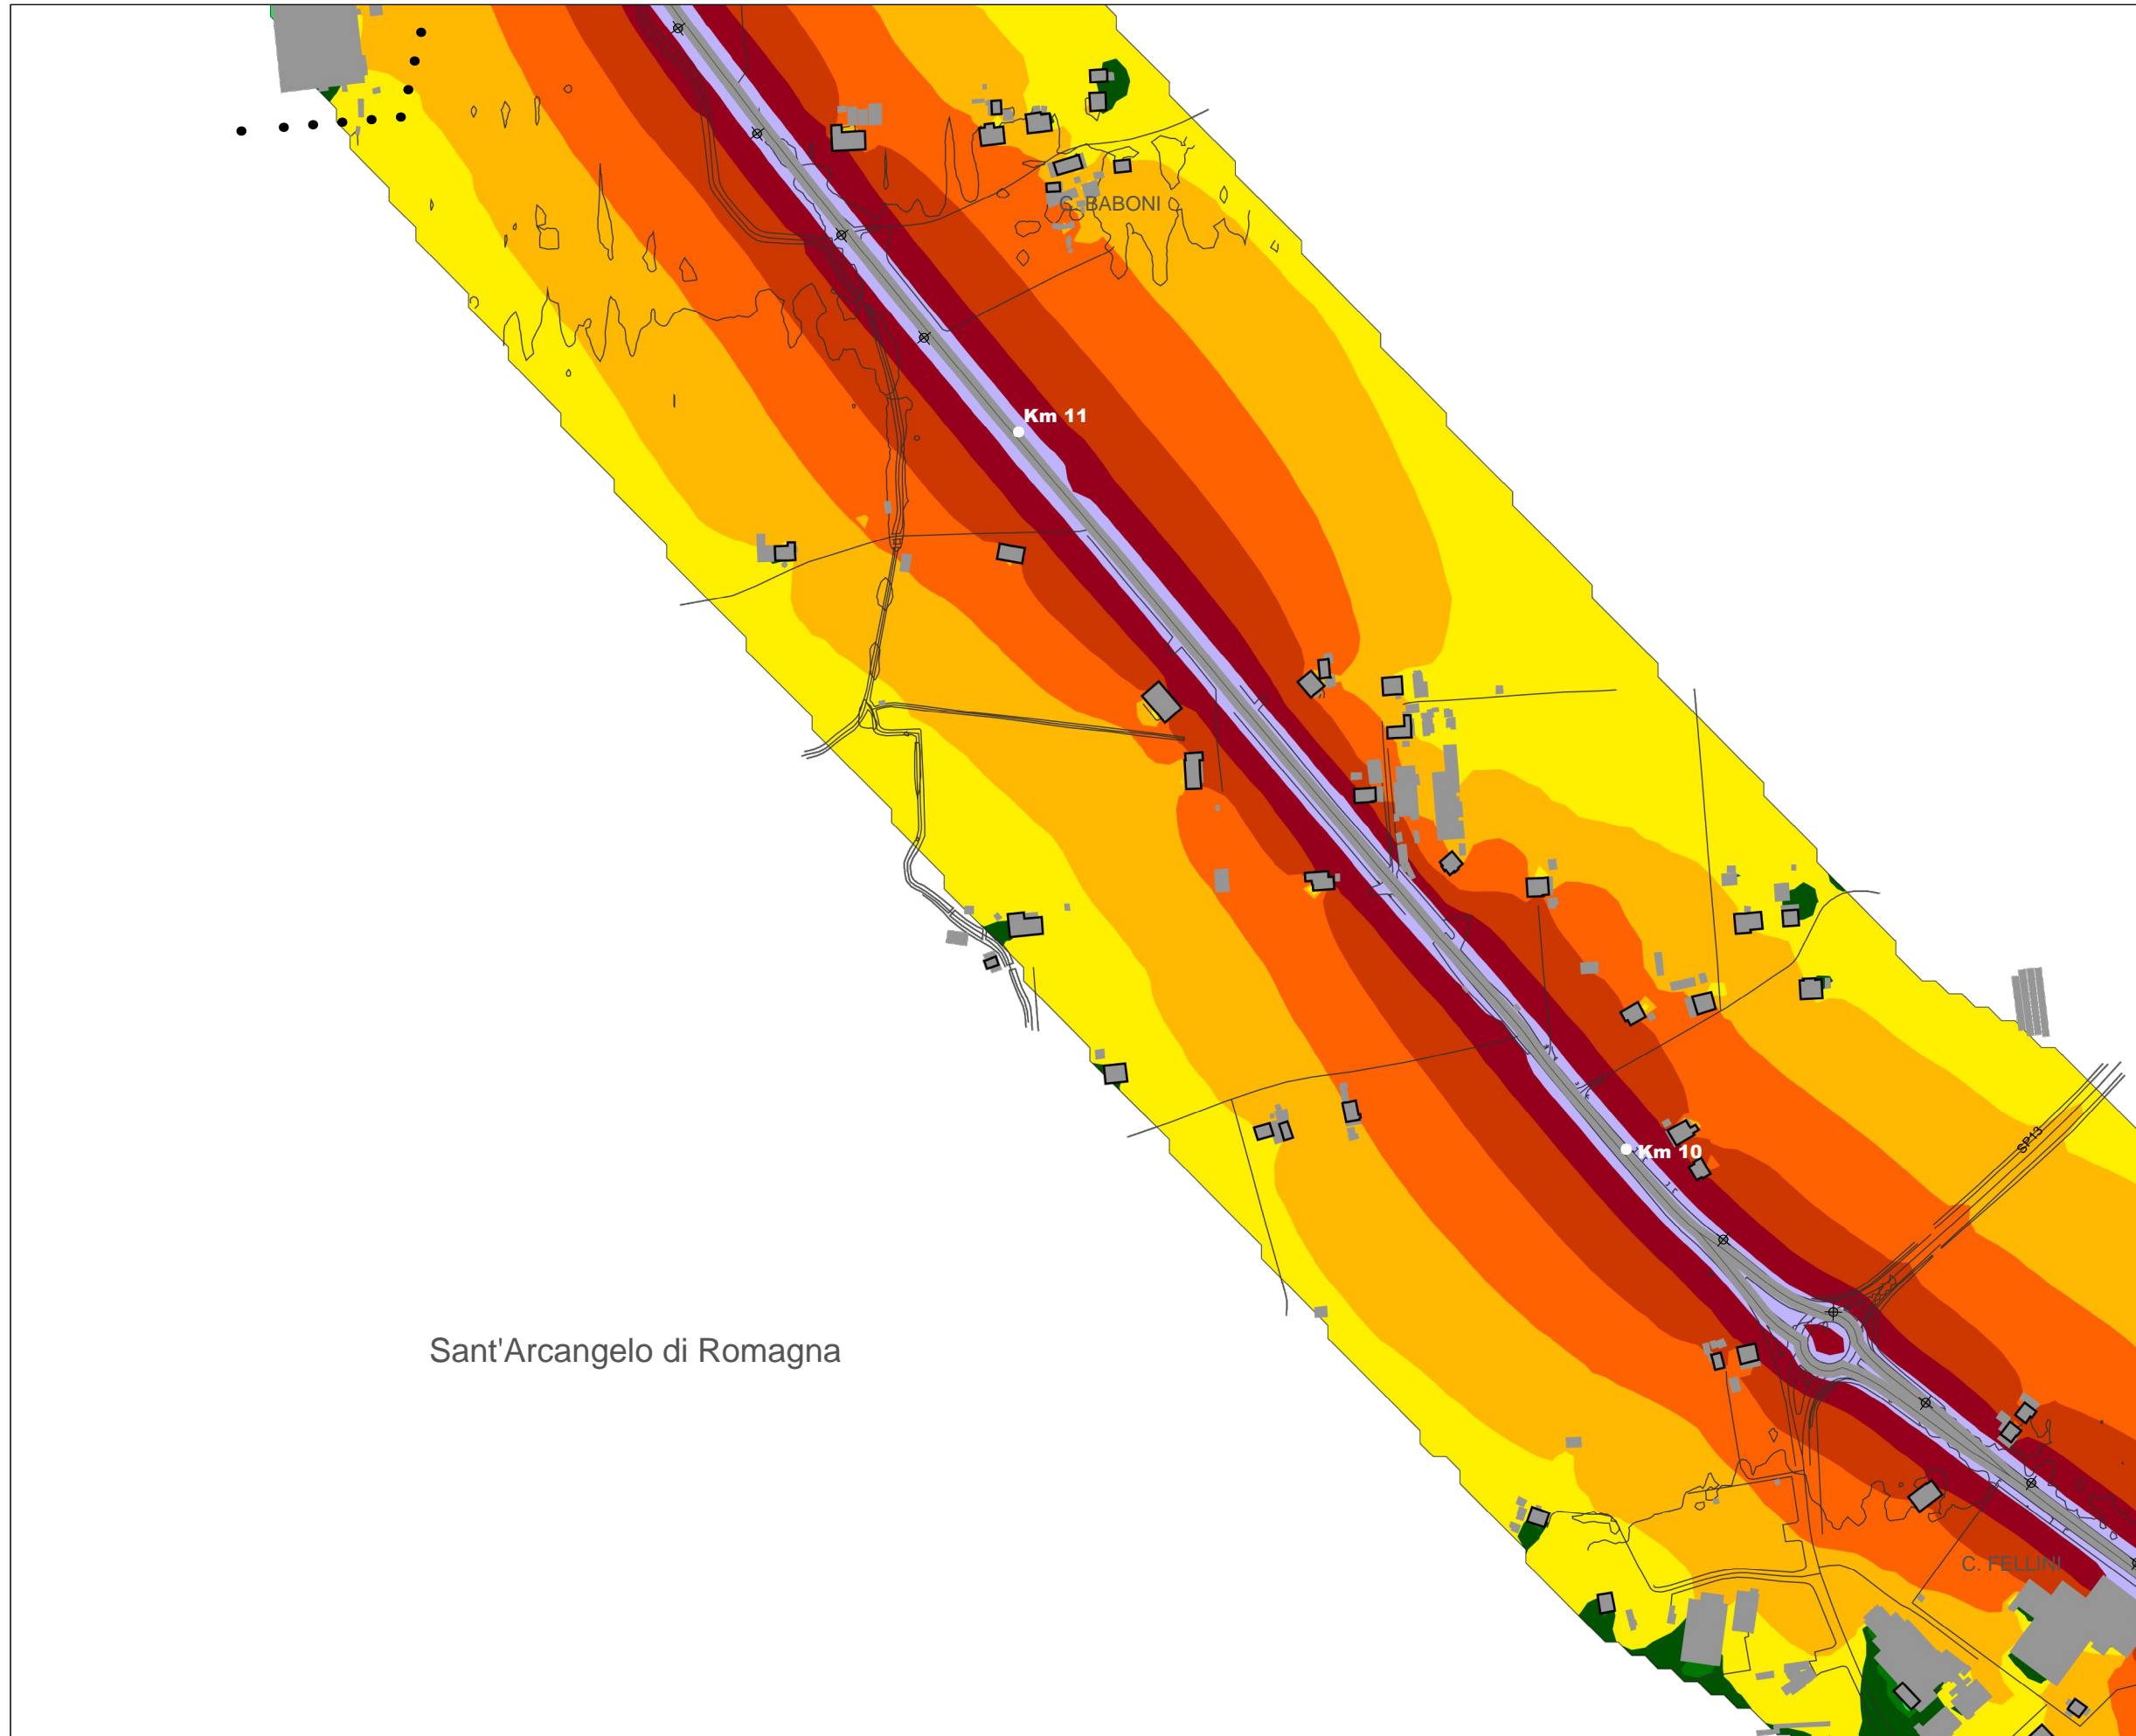 C. BABONI
Km 11
Km 10
SP13
Sant'Arcangelo di Romagna
C. FELLINI